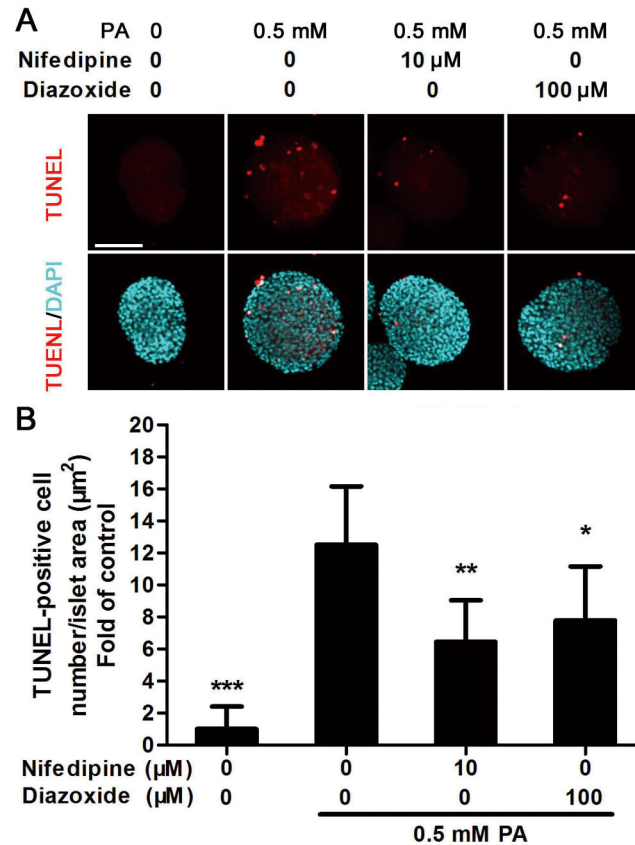 A
PA 0 0.5 mM 0.5 mM 0.5 mM
Nifedipine 0 0 10 µM 0
Diazoxide 0 0 0 100 µM
TUNEL
TUENL/DAPI
B
TUNEL-positive cell
number/islet area (µm²)
Fold of control
20
18
16
14
12
10
8
6
4
2
0
***
**
*
Nifedipine (µM) 0 0 10 0
Diazoxide (µM) 0 0 0 100
0.5 mM PA